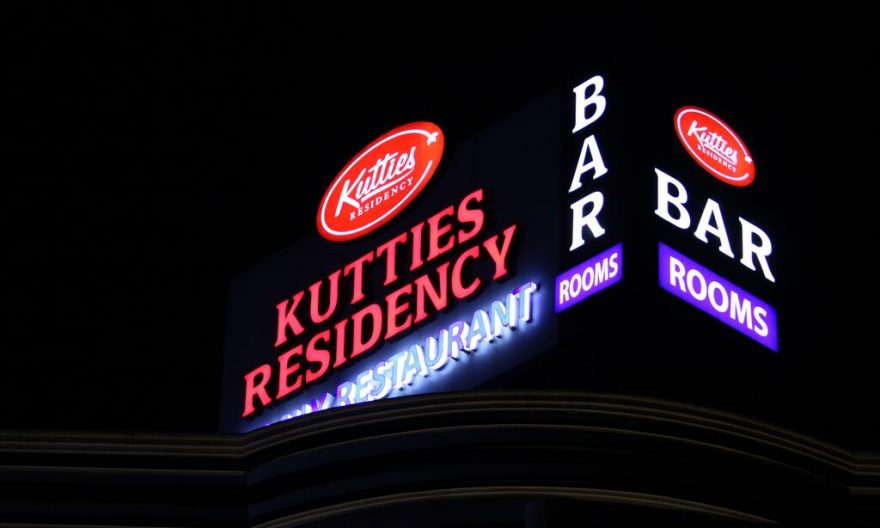 Kutties
RESIDENCY
KUTTIES
RESIDENCY
RESTAURANT
BAR
ROOMS
Kutties
RESIDENCY
BAR
ROOMS